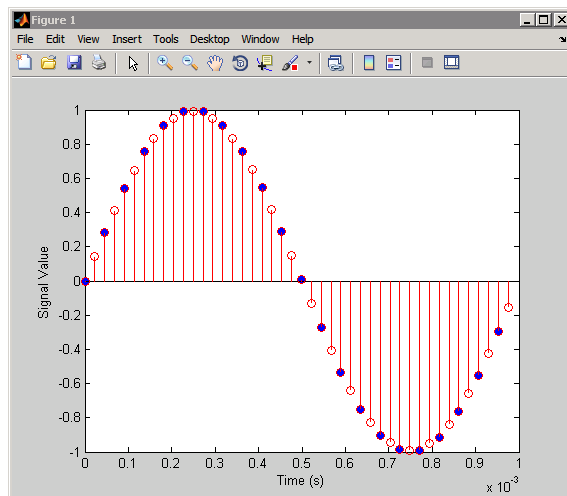 Figure 1
File Edit View Insert Tools Desktop Window Help
1
0.8
0.6
0.4
0.2
0
-0.2
-0.4
-0.6
-0.8
-1
Signal Value
0 0.1 0.2 0.3 0.4 0.5 0.6 0.7 0.8 0.9 1
Time (s)
x 10^-3